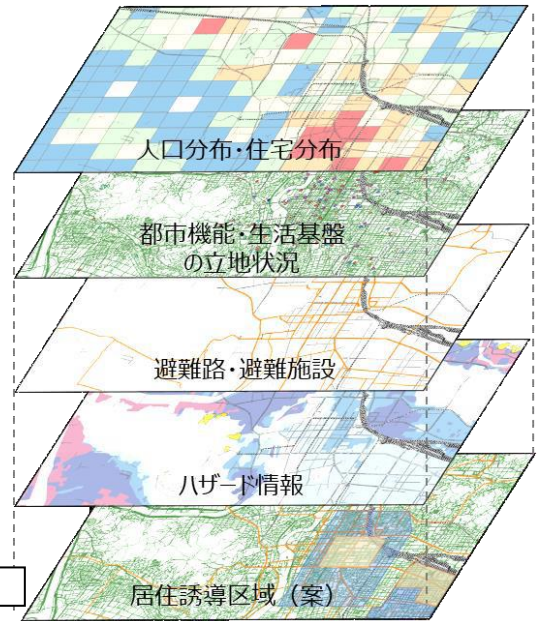 人口分布・住宅分布
都市機能・生活基盤
の立地状況
避難路・避難施設
ハザード情報
居住誘導区域（案）